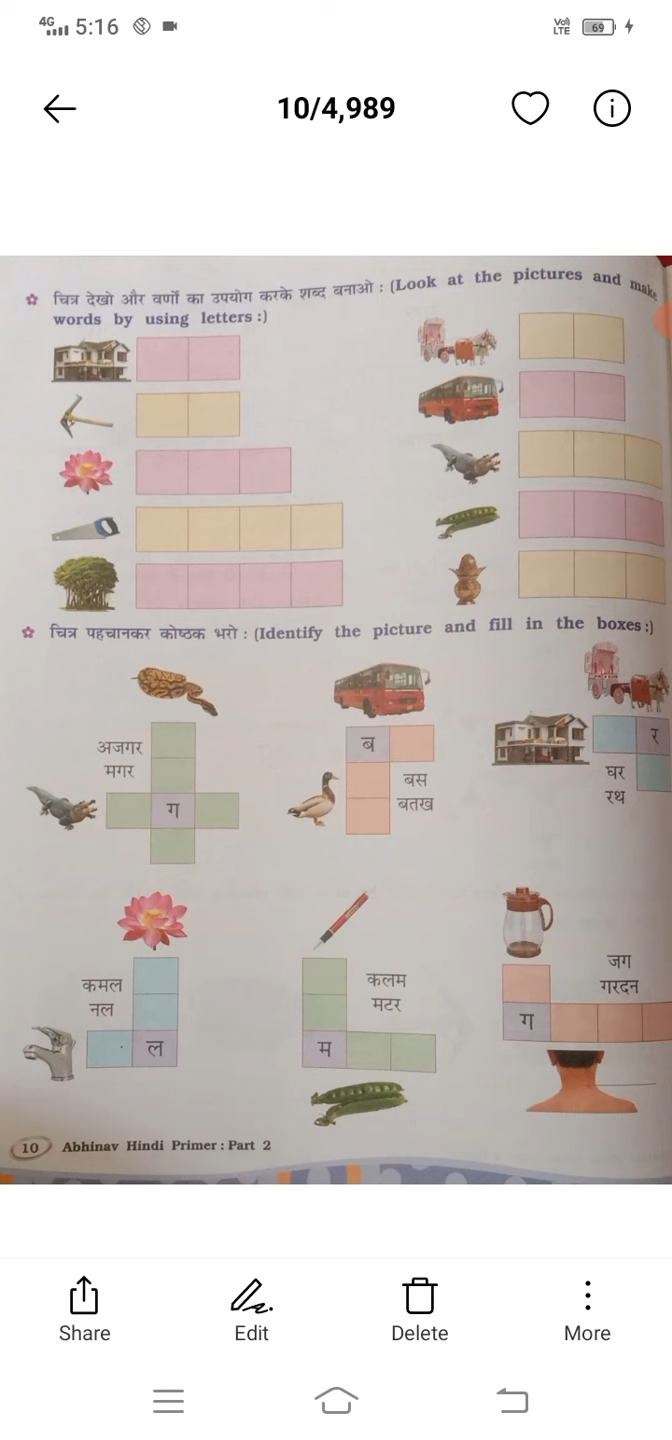 4G 5:16 Vo) LTE 69
10/4,989
चित्र देखो और वर्णों का उपयोग करके शब्द बनाओ : (Look at the pictures and make
words by using letters :)
चित्र पहचानकर कोष्ठक भरो : (Identify the picture and fill in the boxes :)
अजगर
मगर
ग
ब
बस
बतख
र
घर
रथ
कमल
नल
ल
कलम
मटर
म
जग
गरदन
ग
10 Abhinav Hindi Primer : Part 2
Share Edit Delete More